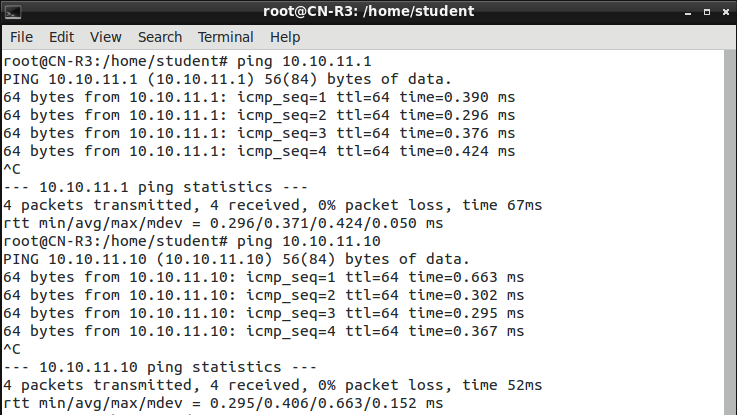 root@CN-R3: /home/student
File Edit View Search Terminal Help
root@CN-R3:/home/student# ping 10.10.11.1
PING 10.10.11.1 (10.10.11.1) 56(84) bytes of data.
64 bytes from 10.10.11.1: icmp_seq=1 ttl=64 time=0.390 ms
64 bytes from 10.10.11.1: icmp_seq=2 ttl=64 time=0.296 ms
64 bytes from 10.10.11.1: icmp_seq=3 ttl=64 time=0.376 ms
64 bytes from 10.10.11.1: icmp_seq=4 ttl=64 time=0.424 ms
^C
--- 10.10.11.1 ping statistics ---
4 packets transmitted, 4 received, 0% packet loss, time 67ms
rtt min/avg/max/mdev = 0.296/0.371/0.424/0.050 ms
root@CN-R3:/home/student# ping 10.10.11.10
PING 10.10.11.10 (10.10.11.10) 56(84) bytes of data.
64 bytes from 10.10.11.10: icmp_seq=1 ttl=64 time=0.663 ms
64 bytes from 10.10.11.10: icmp_seq=2 ttl=64 time=0.302 ms
64 bytes from 10.10.11.10: icmp_seq=3 ttl=64 time=0.295 ms
64 bytes from 10.10.11.10: icmp_seq=4 ttl=64 time=0.367 ms
^C
--- 10.10.11.10 ping statistics ---
4 packets transmitted, 4 received, 0% packet loss, time 52ms
rtt min/avg/max/mdev = 0.295/0.406/0.663/0.152 ms